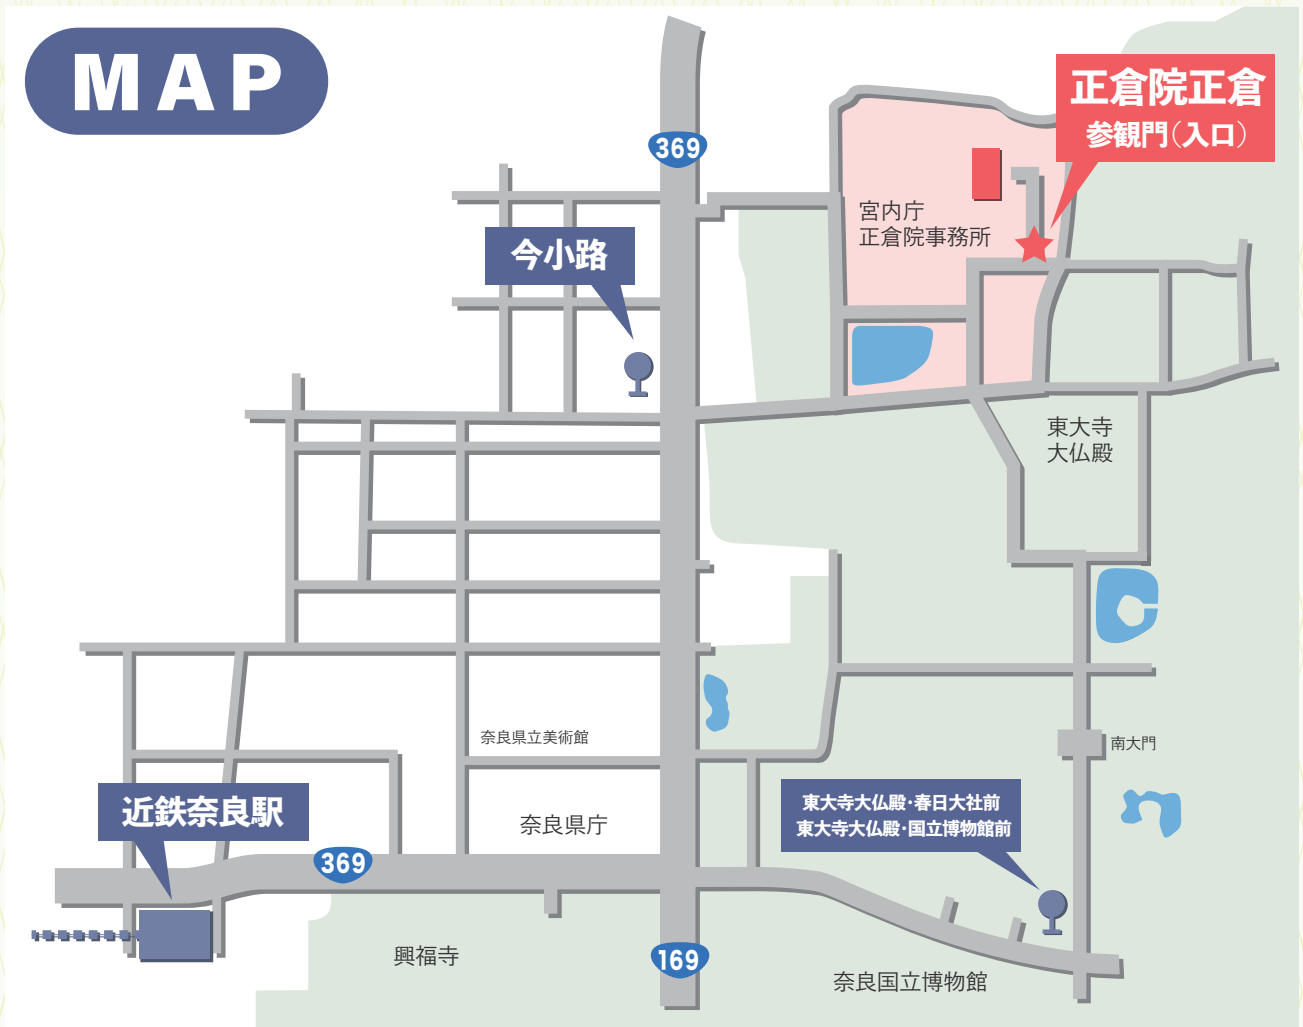 MAP
正倉院正倉
参観門(入口)
369
宮内庁
正倉院事務所
今小路
東大寺
大仏殿
奈良県立美術館
南大門
近鉄奈良駅
東大寺大仏殿・春日大社前
東大寺大仏殿・国立博物館前
奈良県庁
369
興福寺
169
奈良国立博物館